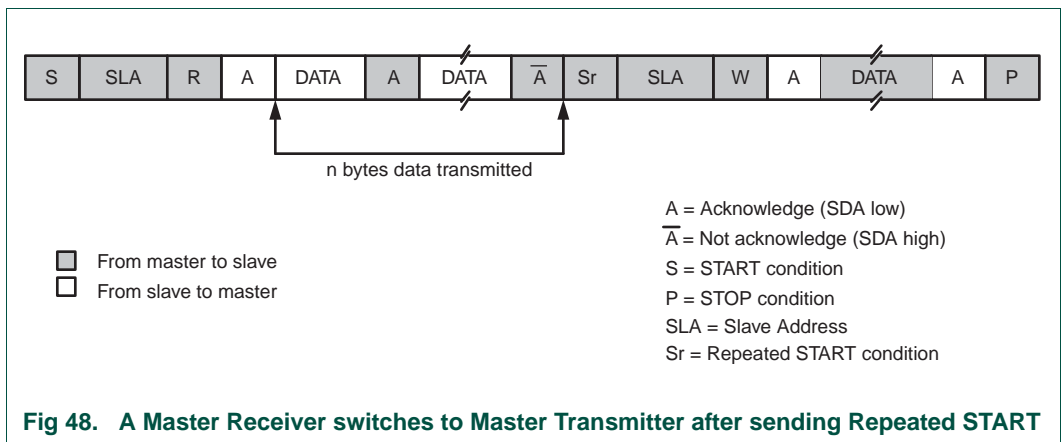 S SLA R A DATA A DATA A̅ Sr SLA W A DATA A P
n bytes data transmitted
From master to slave
From slave to master
A = Acknowledge (SDA low)
A̅ = Not acknowledge (SDA high)
S = START condition
P = STOP condition
SLA = Slave Address
Sr = Repeated START condition
Fig 48. A Master Receiver switches to Master Transmitter after sending Repeated START